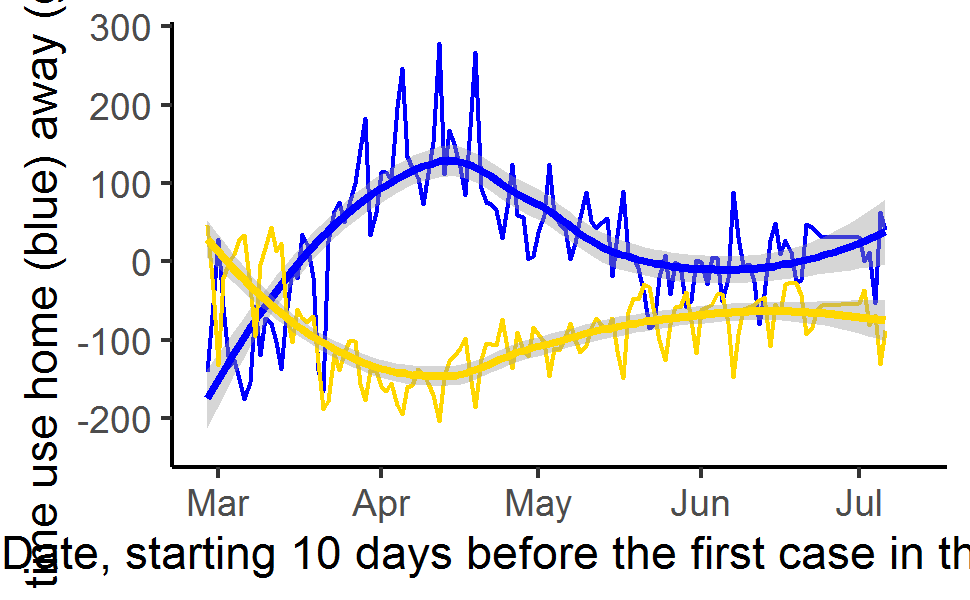 time use home (blue) away (
300
200
100
0
-100
-200
Mar Apr May Jun Jul
Date, starting 10 days before the first case in th